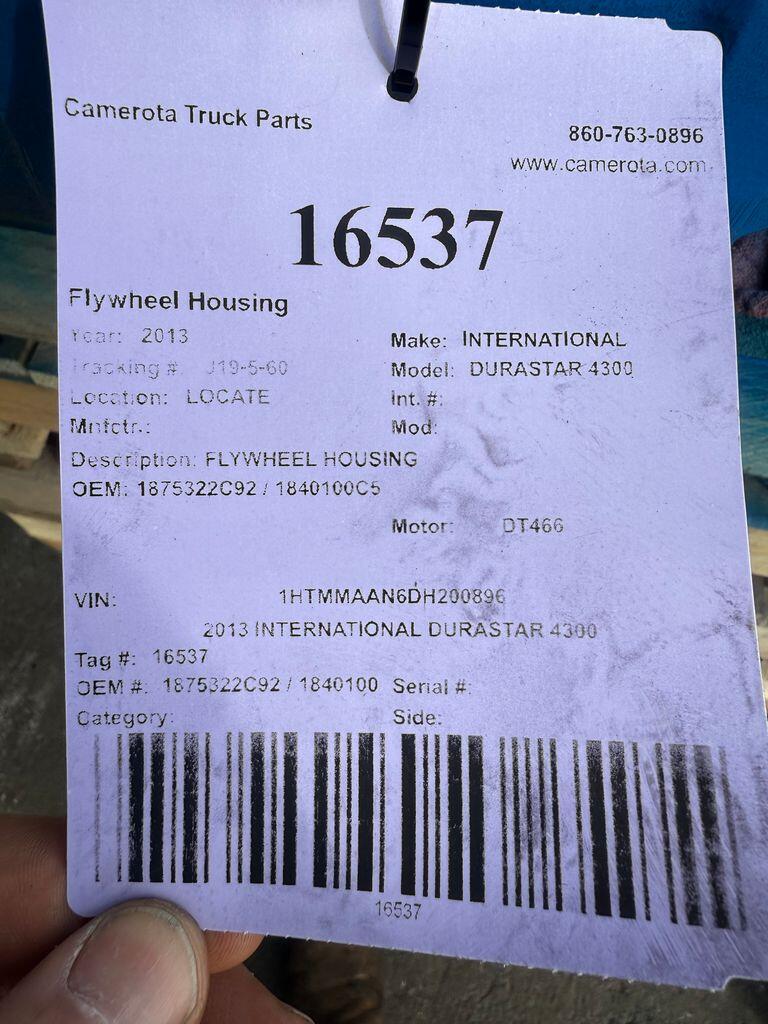 Camerota Truck Parts
860-763-0896
www.camerota.com
16537
Flywheel Housing
Year: 2013
Make: INTERNATIONAL
Tracking #: J19-5-60
Model: DURASTAR 4300
Location: LOCATE
Int. #:
Mnfctr.:
Mod:
Description: FLYWHEEL HOUSING
OEM: 1875322C92 / 1840100C5
Motor: DT466
VIN: 1HTMMAAN6DH200896
2013 INTERNATIONAL DURASTAR 4300
Tag #: 16537
OEM #: 1875322C92 / 1840100 Serial #:
Category: Side:
16537